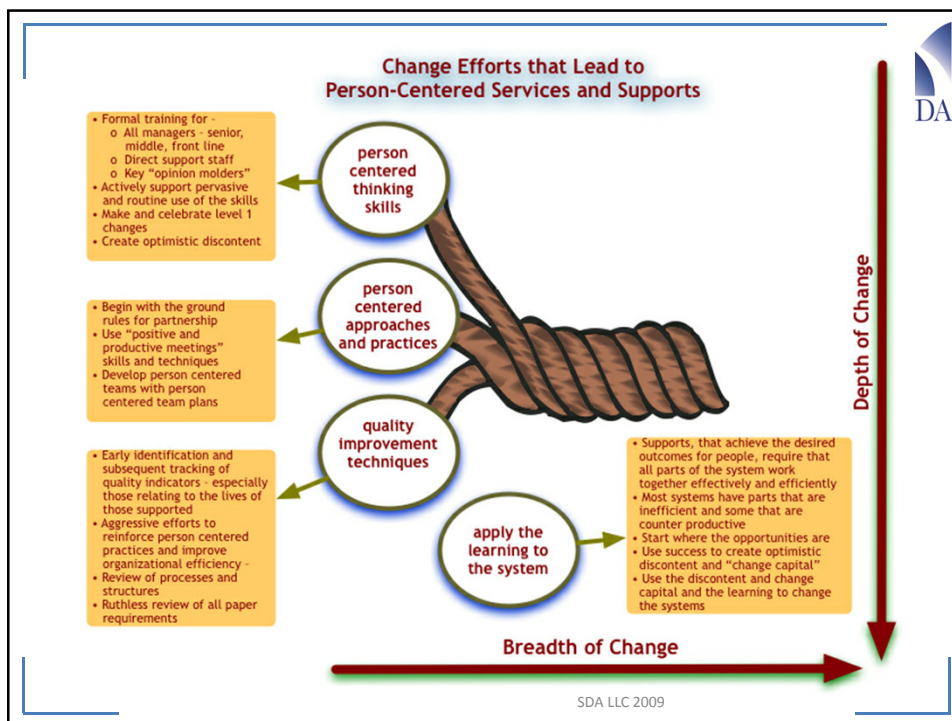 Change Efforts that Lead to
Person-Centered Services and Supports
DA
• Formal training for –
o All managers – senior,
middle, front line
o Direct support staff
o Key “opinion molders”
• Actively support pervasive
and routine use of the skills
• Make and celebrate level 1
changes
• Create optimistic discontent
person
centered
thinking
skills
• Begin with the ground
rules for partnership
• Use “positive and
productive meetings”
skills and techniques
• Develop person centered
teams with person
centered team plans
person
centered
approaches
and practices
• Early identification and
subsequent tracking of
quality indicators – especially
those relating to the lives of
those supported
• Aggressive efforts to
reinforce person centered
practices and improve
organizational efficiency –
• Review of processes and
structures
• Ruthless review of all paper
requirements
quality
improvement
techniques
apply the
learning to
the system
• Supports, that achieve the desired
outcomes for people, require that
all parts of the system work
together effectively and efficiently
• Most systems have parts that are
inefficient and some that are
counter productive
• Start where the opportunities are
• Use success to create optimistic
discontent and “change capital”
• Use the discontent and change
capital and the learning to change
the systems
Depth of Change
Breadth of Change
SDA LLC 2009